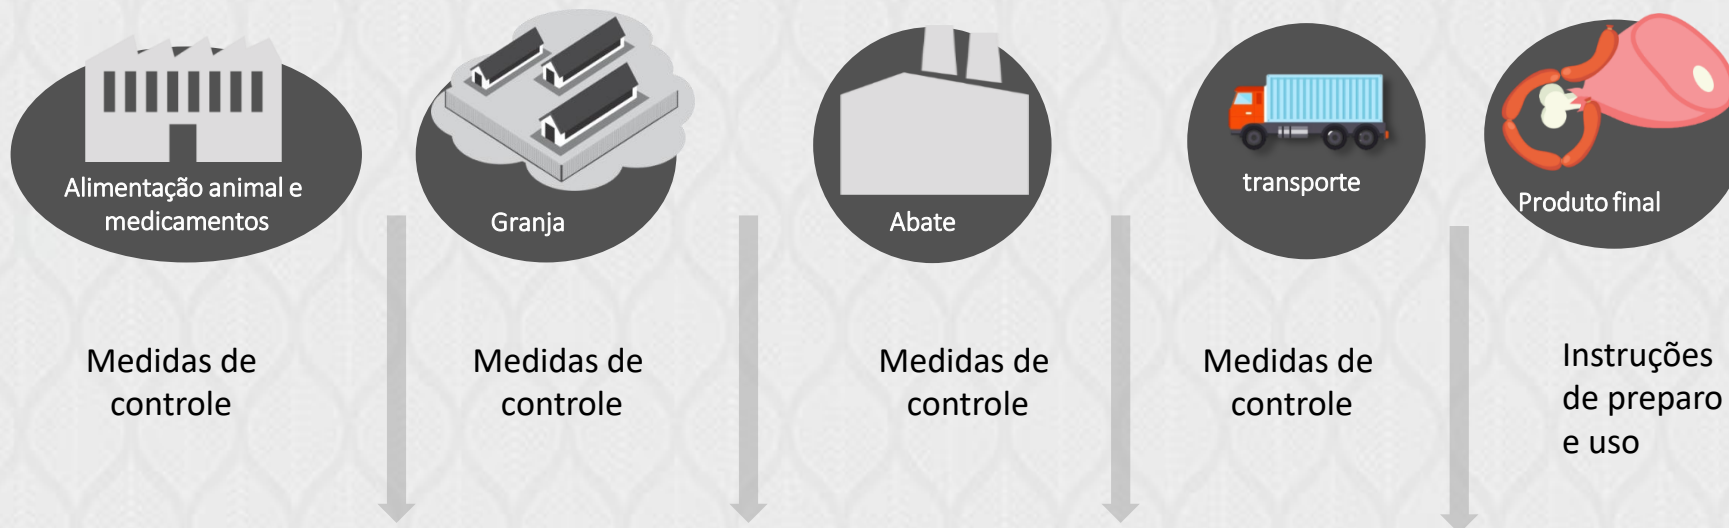 Alimentação animal e
medicamentos
Granja
Abate
transporte
Produto final
Medidas de
controle
Medidas de
controle
Medidas de
controle
Medidas de
controle
Instruções
de preparo
e uso